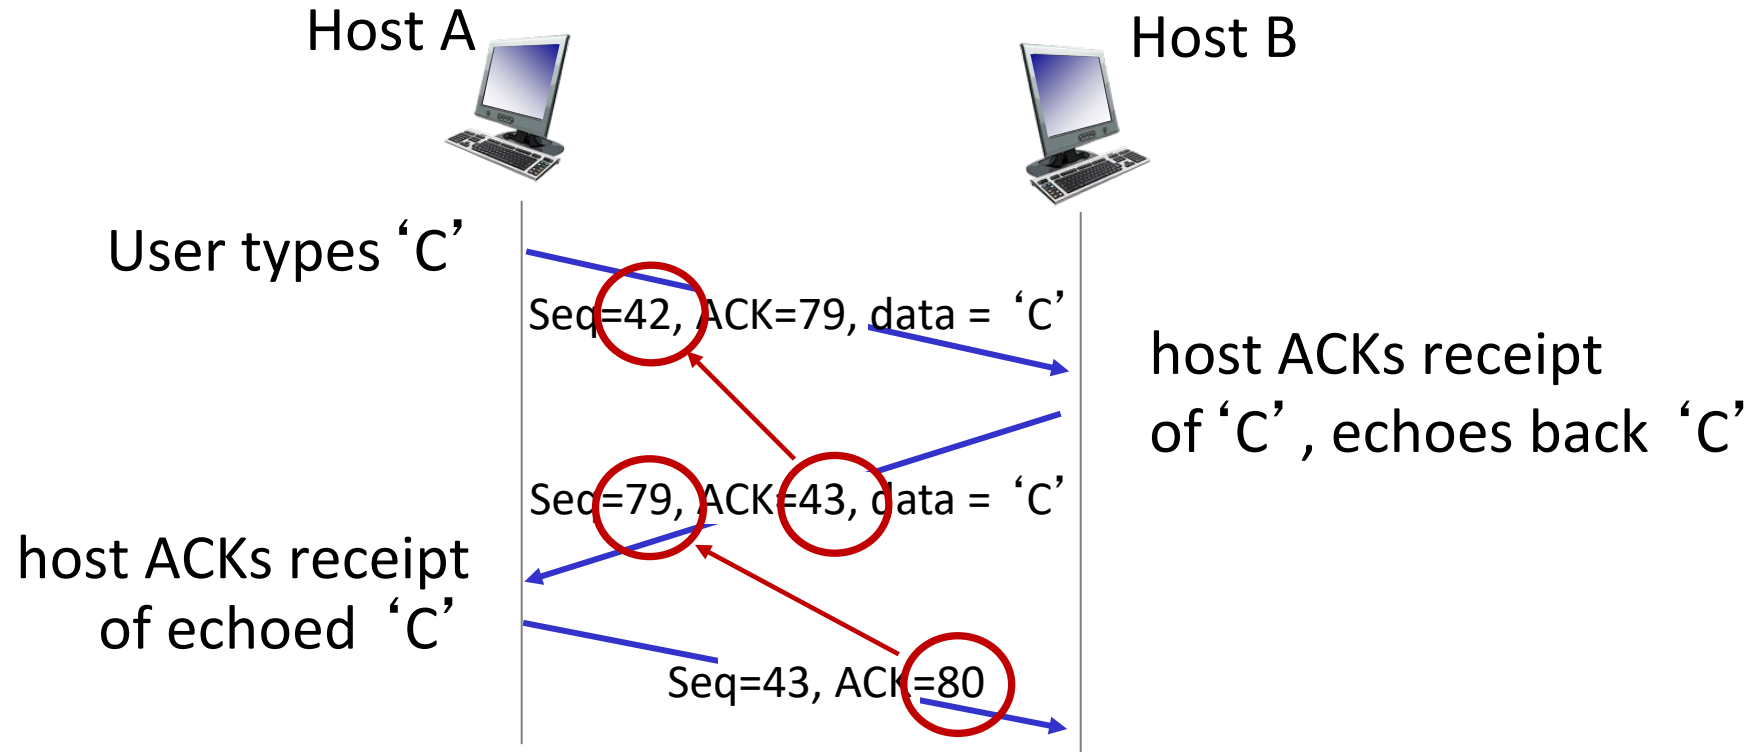 Host A
Host B
User types ‘C’
Seq=42, ACK=79, data = ‘C’
host ACKs receipt
of ‘C’, echoes back ‘C’
Seq=79, ACK=43, data = ‘C’
host ACKs receipt
of echoed ‘C’
Seq=43, ACK=80